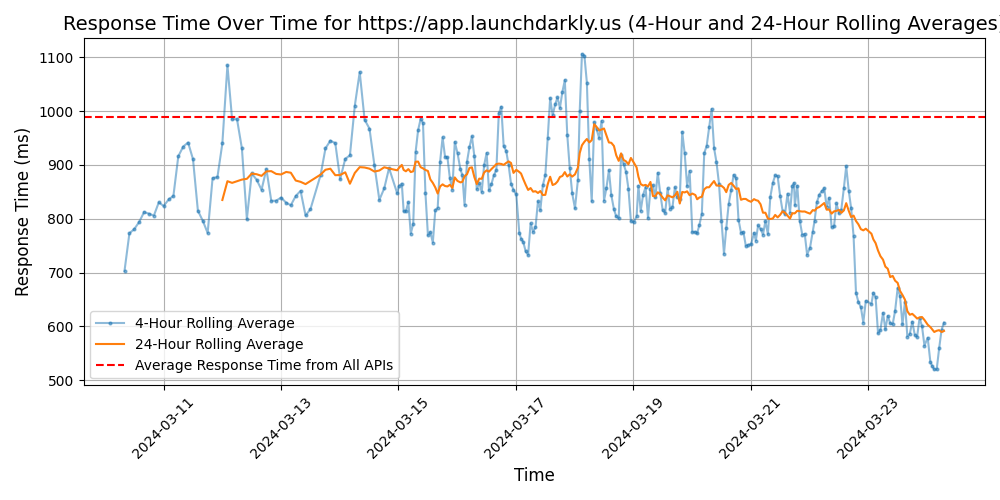 Response Time Over Time for https://app.launchdarkly.us (4-Hour and 24-Hour Rolling Averages)
Response Time (ms)
1100
1000
900
800
700
600
500
4-Hour Rolling Average
24-Hour Rolling Average
Average Response Time from All APIs
2024-03-11
2024-03-13
2024-03-15
2024-03-17
2024-03-19
2024-03-21
2024-03-23
Time